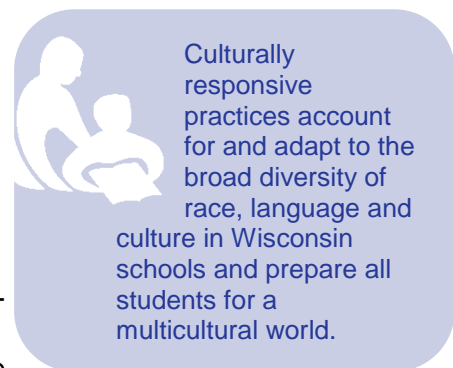 Culturally
responsive
practices account
for and adapt to the
broad diversity of
race, language and
culture in Wisconsin
schools and prepare all
students for a
multicultural world.